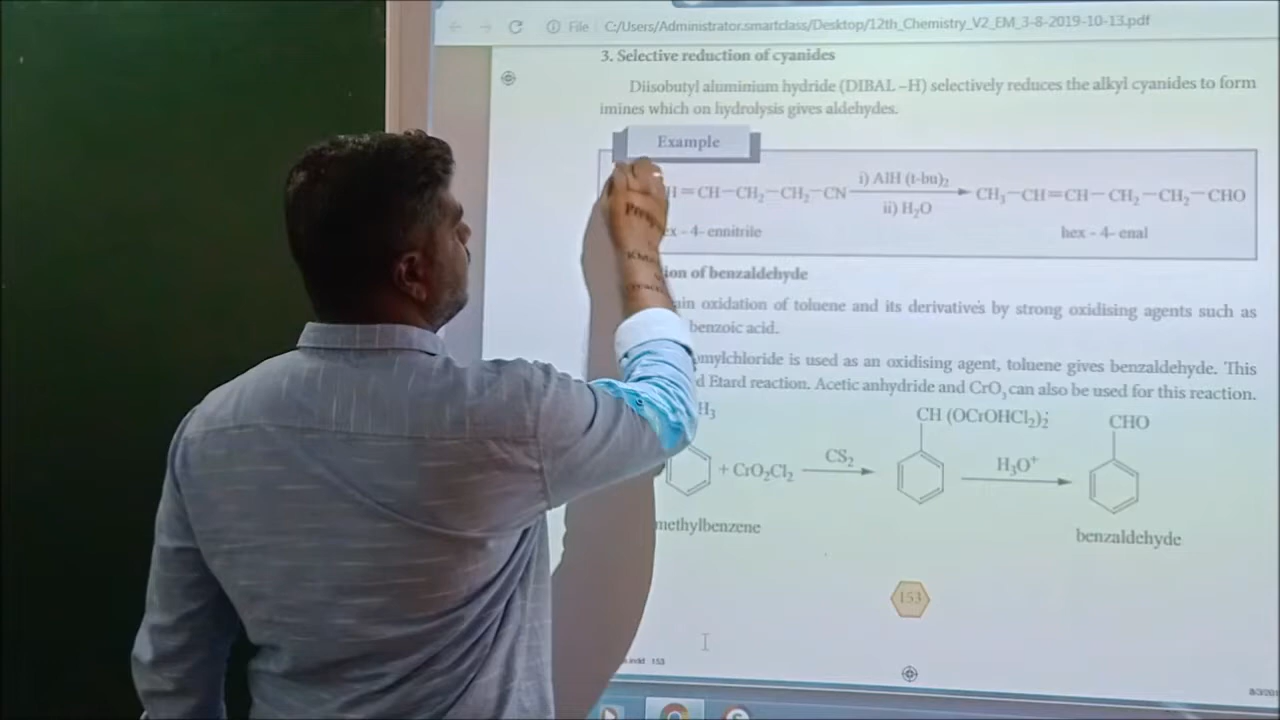 File C:/Users/Administrator.smartclass/Desktop/12th_Chemistry_V2_EM_3-8-2019-10-13.pdf
3. Selective reduction of cyanides
Diisobutyl aluminium hydride (DIBAL –H) selectively reduces the alkyl cyanides to form
imines which on hydrolysis gives aldehydes.
Example
i) AlH (t-bu)₂
H=CH–CH₂–CH₂–CN CH₃–CH=CH–CH₂–CH₂–CHO
ii) H₂O
ex - 4- ennitrile hex - 4- enal
ion of benzaldehyde
oxidation of toluene and its derivatives by strong oxidising agents such as
benzoic acid.
omylchloride is used as an oxidising agent, toluene gives benzaldehyde. This
d Etard reaction. Acetic anhydride and CrO₃ can also be used for this reaction.
H₃ CH (OCrOHCl₂)₂ CHO
+ CrO₂Cl₂ CS₂ H₃O⁺
methylbenzene benzaldehyde
153
.indd 153